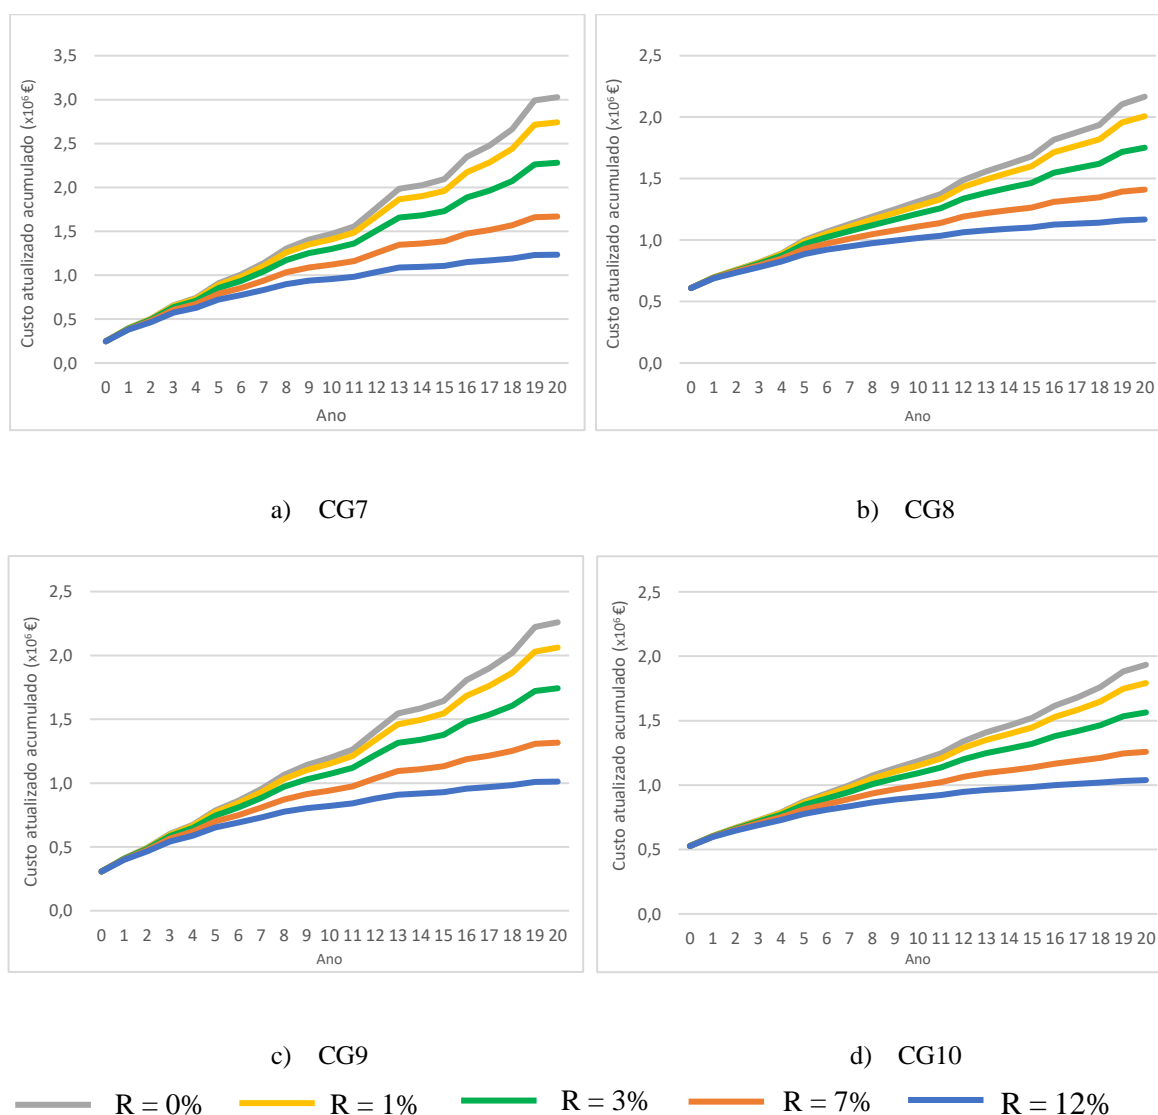 Custo atualizado acumulado (x10⁶ €)
3,5
3,0
2,5
2,0
1,5
1,0
0,5
0,0
0 1 2 3 4 5 6 7 8 9 10 11 12 13 14 15 16 17 18 19 20
Ano
a) CG7
Custo atualizado acumulado (x10⁶ €)
2,5
2,0
1,5
1,0
0,5
0,0
0 1 2 3 4 5 6 7 8 9 10 11 12 13 14 15 16 17 18 19 20
Ano
b) CG8
Custo atualizado acumulado (x10⁶ €)
2,5
2,0
1,5
1,0
0,5
0,0
0 1 2 3 4 5 6 7 8 9 10 11 12 13 14 15 16 17 18 19 20
Ano
c) CG9
Custo atualizado acumulado (x10⁶ €)
2,5
2,0
1,5
1,0
0,5
0,0
0 1 2 3 4 5 6 7 8 9 10 11 12 13 14 15 16 17 18 19 20
Ano
d) CG10
R = 0% R = 1% R = 3% R = 7% R = 12%